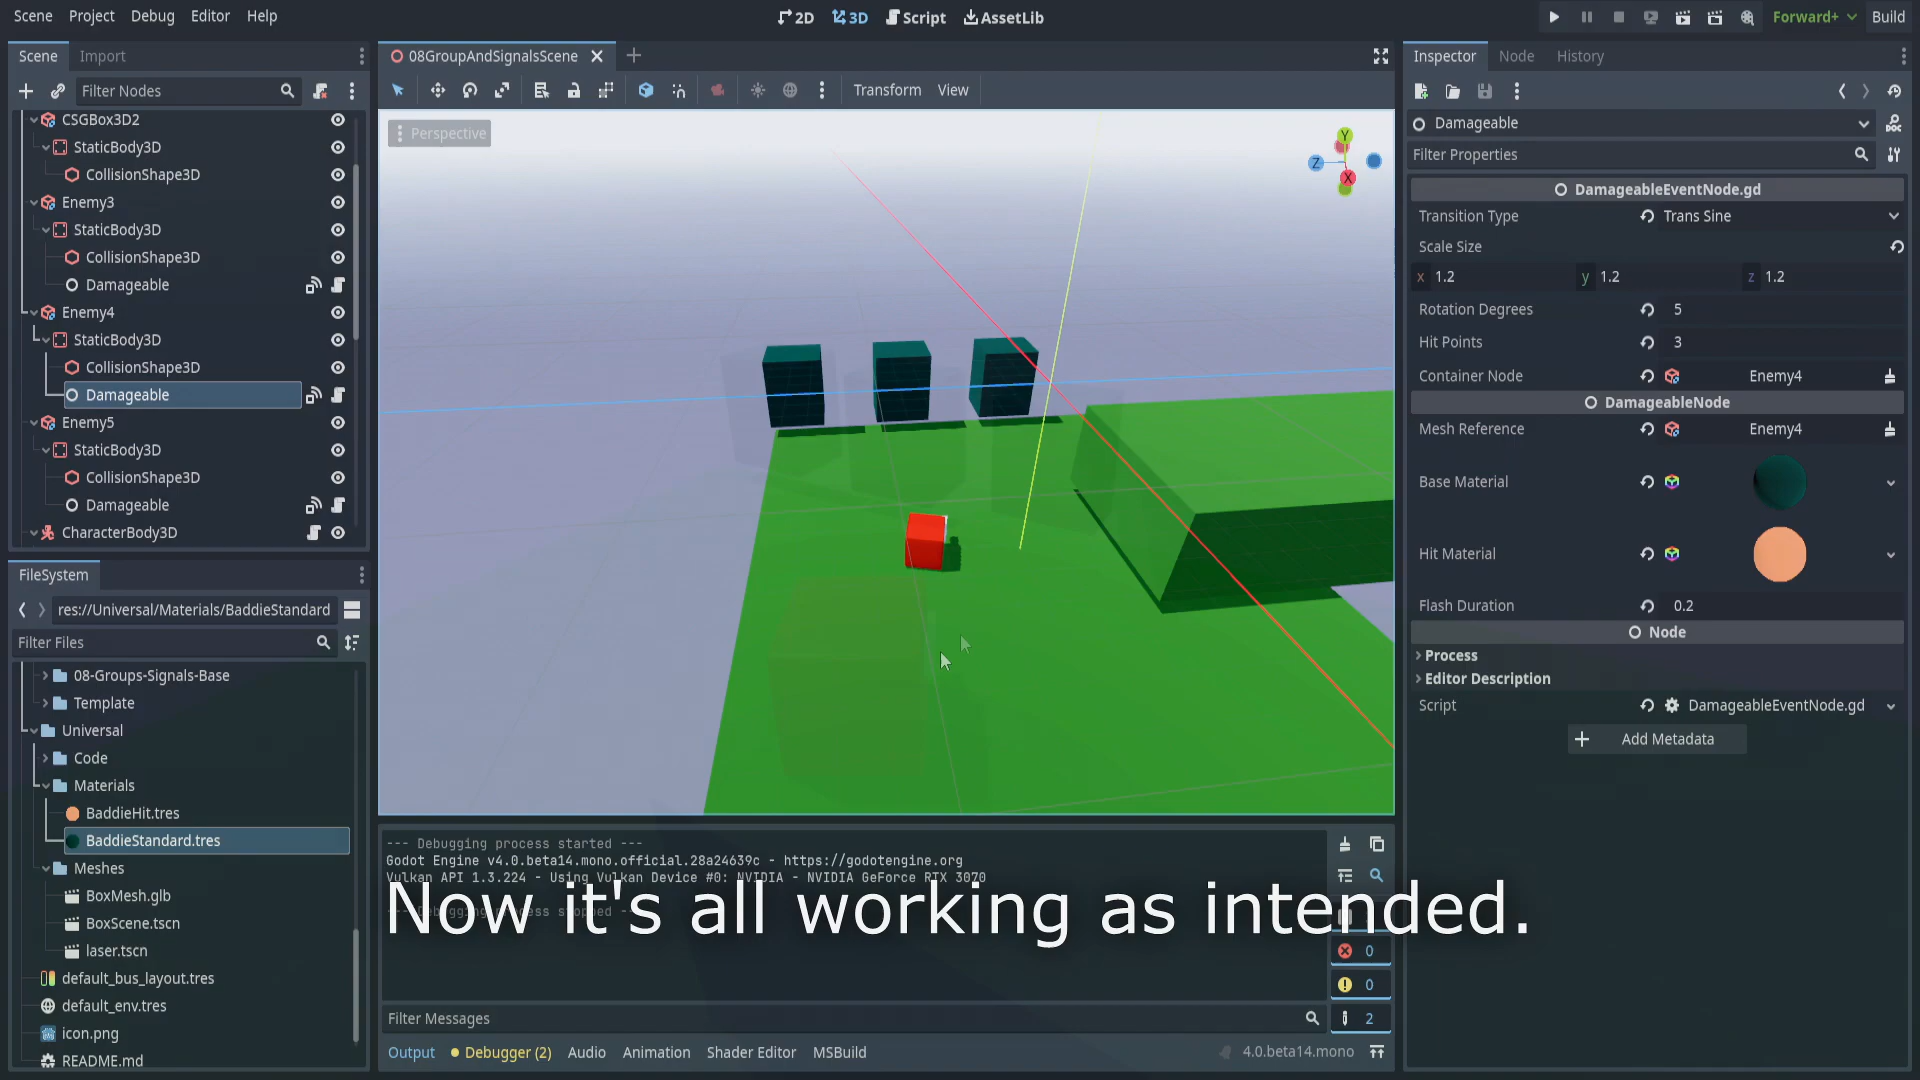 Scene Project Debug Editor Help
2D 3D Script AssetLib
Forward+ Build
Scene Import
Filter Nodes
CSGBox3D2
StaticBody3D
CollisionShape3D
Enemy3
StaticBody3D
CollisionShape3D
Damageable
Enemy4
StaticBody3D
CollisionShape3D
Damageable
Enemy5
StaticBody3D
CollisionShape3D
Damageable
CharacterBody3D
FileSystem
res://Universal/Materials/BaddieStandard
Filter Files
08-Groups-Signals-Base
Template
Universal
Code
Materials
BaddieHit.tres
BaddieStandard.tres
Meshes
BoxMesh.glb
BoxScene.tscn
laser.tscn
default_bus_layout.tres
default_env.tres
icon.png
README.md
08GroupAndSignalsScene
Transform View
Perspective
Y
Z
X
--- Debugging process started ---
Godot Engine v4.0.beta14.mono.official.28a24639c - https://godotengine.org
Vulkan API 1.3.224 - Using Vulkan Device #0: NVIDIA - NVIDIA GeForce RTX 3070
--- Debugging process stopped ---
Now it's all working as intended.
0
0
2
Filter Messages
Output Debugger (2) Audio Animation Shader Editor MSBuild 4.0.beta14.mono
Inspector Node History
Damageable
Filter Properties
DamageableEventNode.gd
Transition Type Trans Sine
Scale Size
x 1.2 y 1.2 z 1.2
Rotation Degrees 5
Hit Points 3
Container Node Enemy4
DamageableNode
Mesh Reference Enemy4
Base Material
Hit Material
Flash Duration 0.2
Node
Process
Editor Description
Script DamageableEventNode.gd
Add Metadata